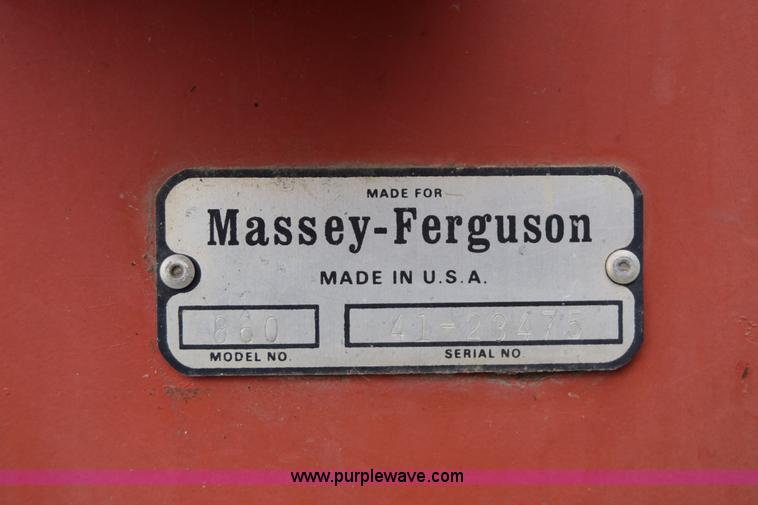 MADE FOR
Massey-Ferguson
MADE IN U.S.A.
860 41-23475
MODEL NO. SERIAL NO
www.purplewave.com